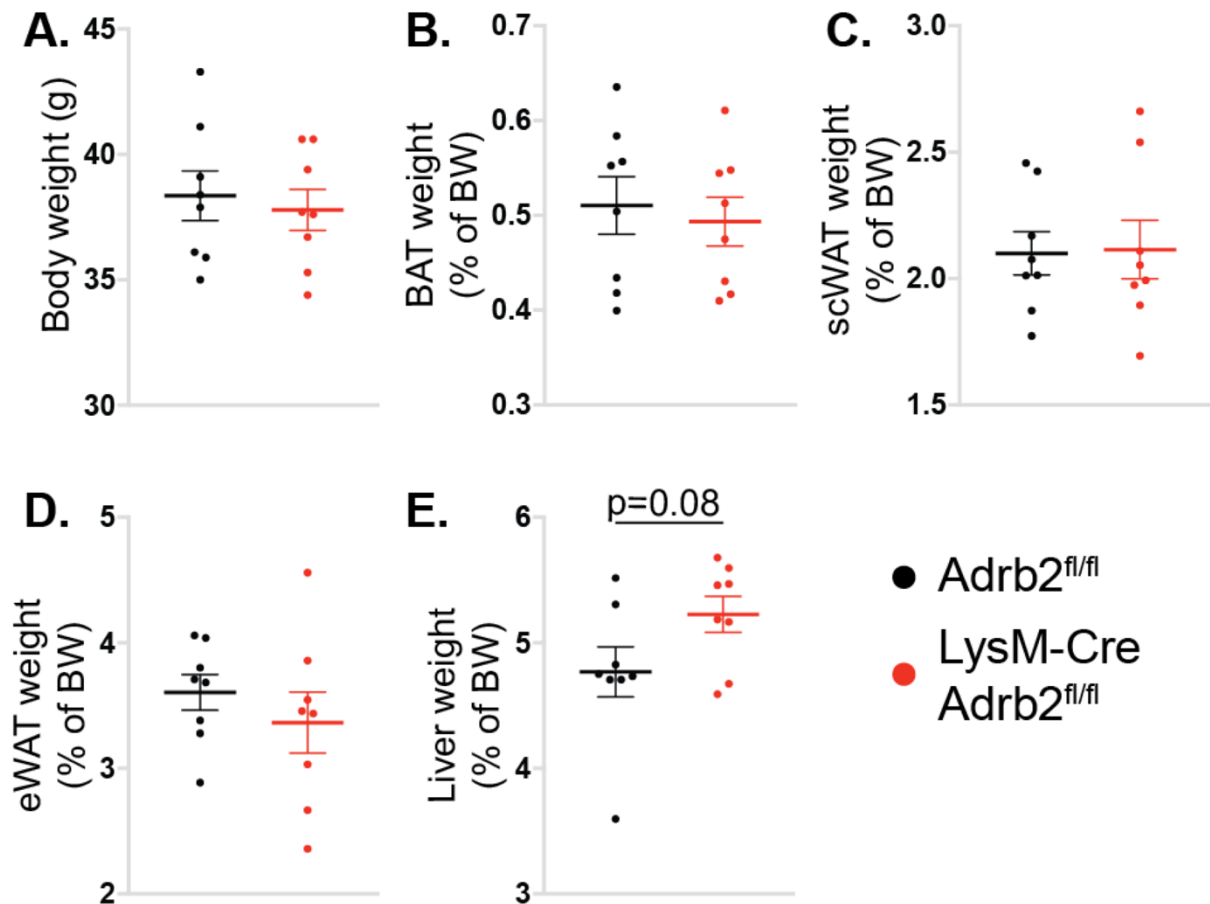 A.
Body weight (g)
45
40
35
30
B.
BAT weight
(% of BW)
0.7
0.6
0.5
0.4
0.3
C.
scWAT weight
(% of BW)
3.0
2.5
2.0
1.5
D.
eWAT weight
(% of BW)
5
4
3
2
E.
Liver weight
(% of BW)
6
5
4
3
p=0.08
Adrb2fl/fl
LysM-Cre
Adrb2fl/fl